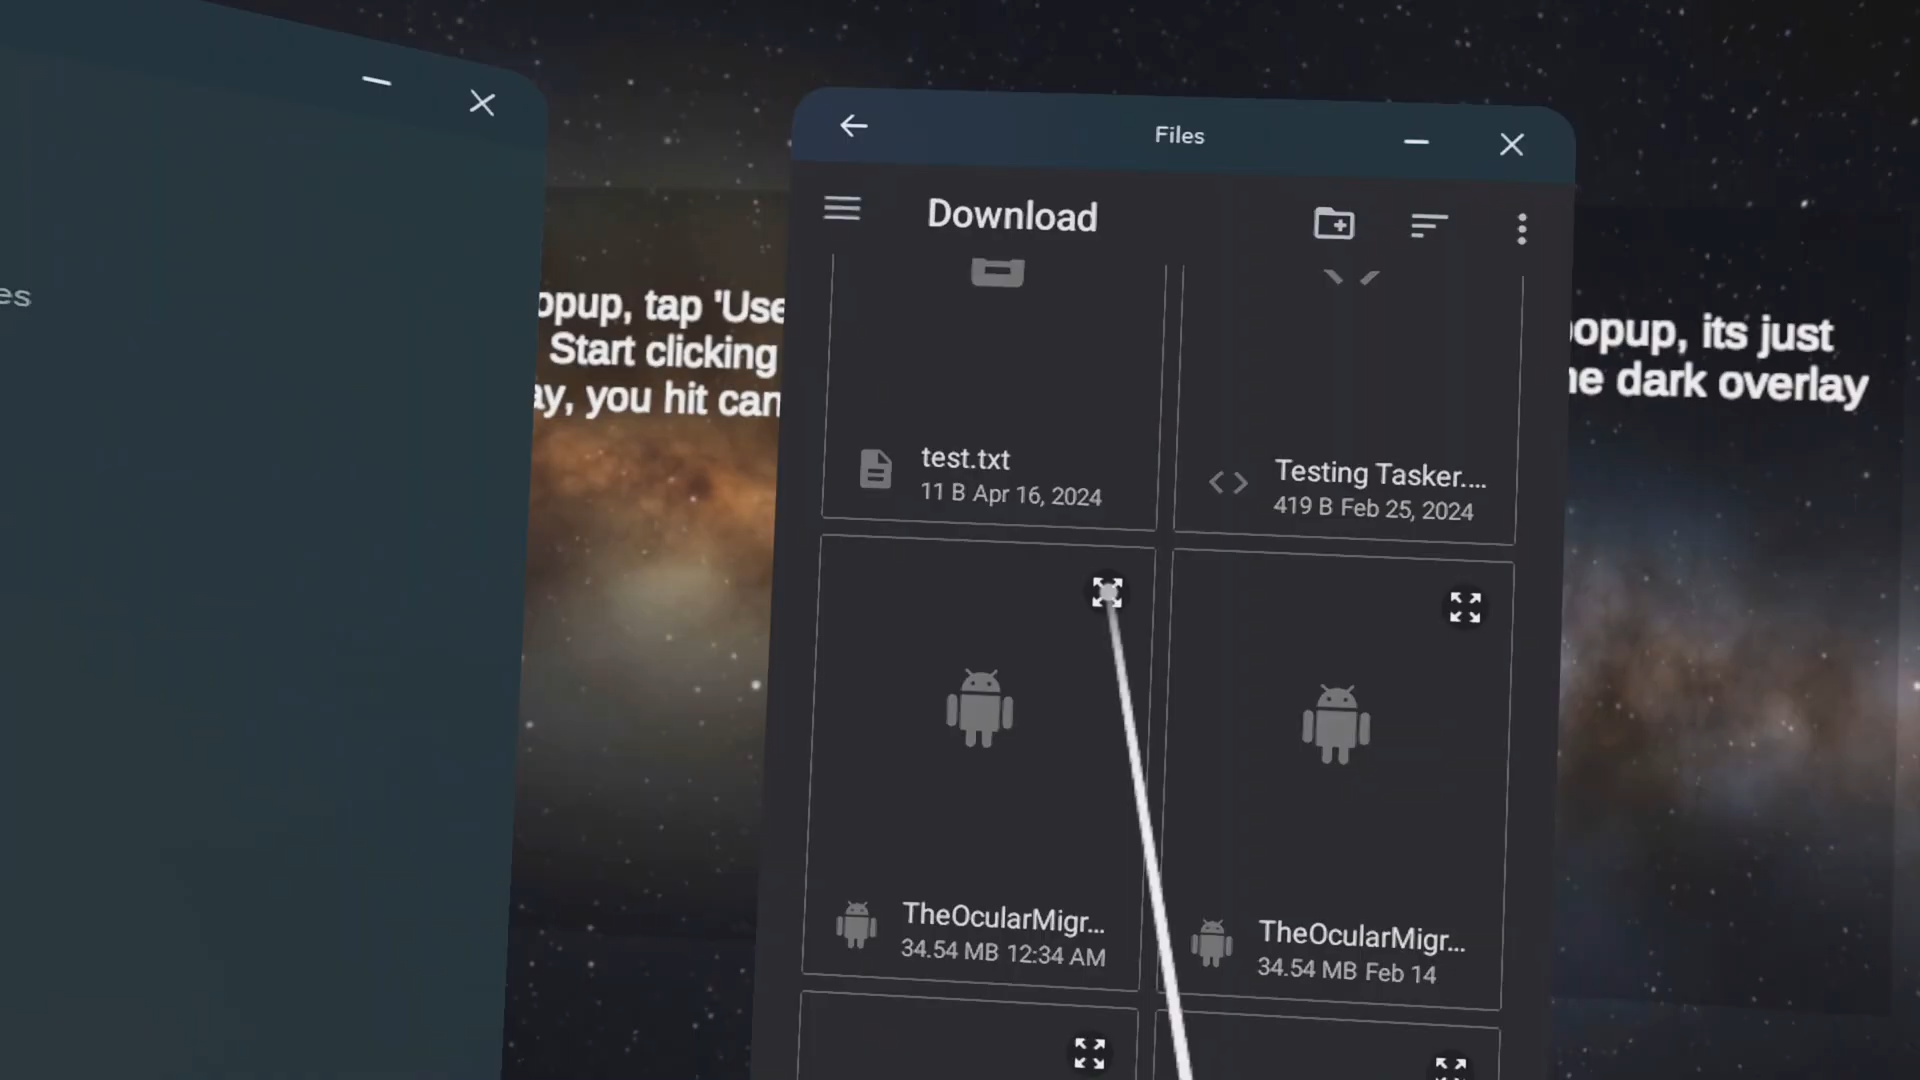 es
opup, tap 'Use
Start clicking
ay, you hit can
Files
Download
test.txt
11 B Apr 16, 2024
Testing Tasker....
419 B Feb 25, 2024
TheOcularMigr...
34.54 MB 12:34 AM
TheOcularMigr...
34.54 MB Feb 14
popup, its just
he dark overlay